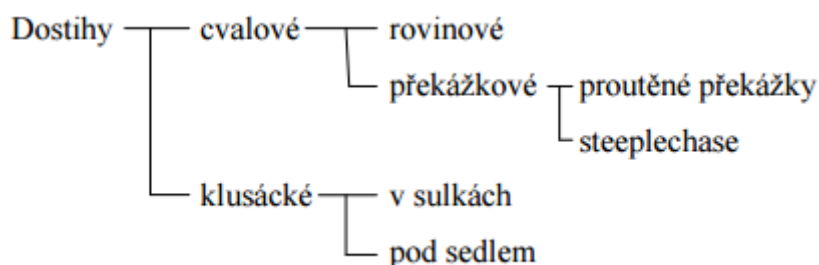 Dostihy cvalové rovinové
překážkové proutěné překážky
steeplechase
klusácké v sulkách
pod sedlem